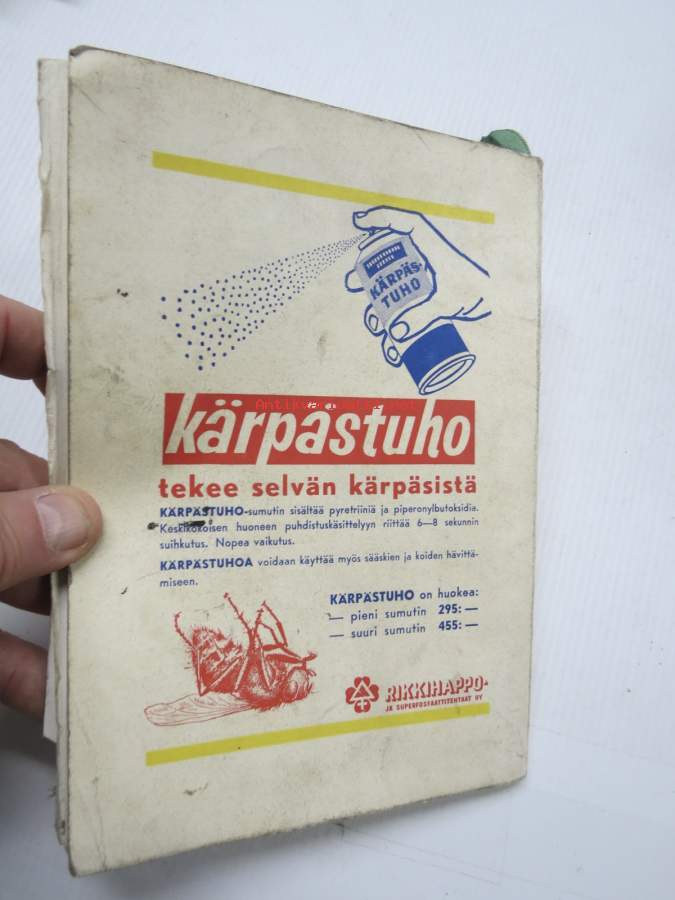 KÄRPÄS-
TUHO
kärpästuho
tekee selvän kärpäsistä
KÄRPÄSTUHO-sumutin sisältää pyretriiniä ja piperonylbutoksidia.
Keskikokoisen huoneen puhdistuskäsittelyyn riittää 6—8 sekunnin
suihkutus. Nopea vaikutus.
KÄRPÄSTUHOA voidaan käyttää myös sääskien ja koiden hävittä-
miseen.
KÄRPÄSTUHO on huokea:
— pieni sumutin 295:—
— suuri sumutin 455:—
RIKKIHAPPO-
JA SUPERFOSFAATTITEHTAAT OY